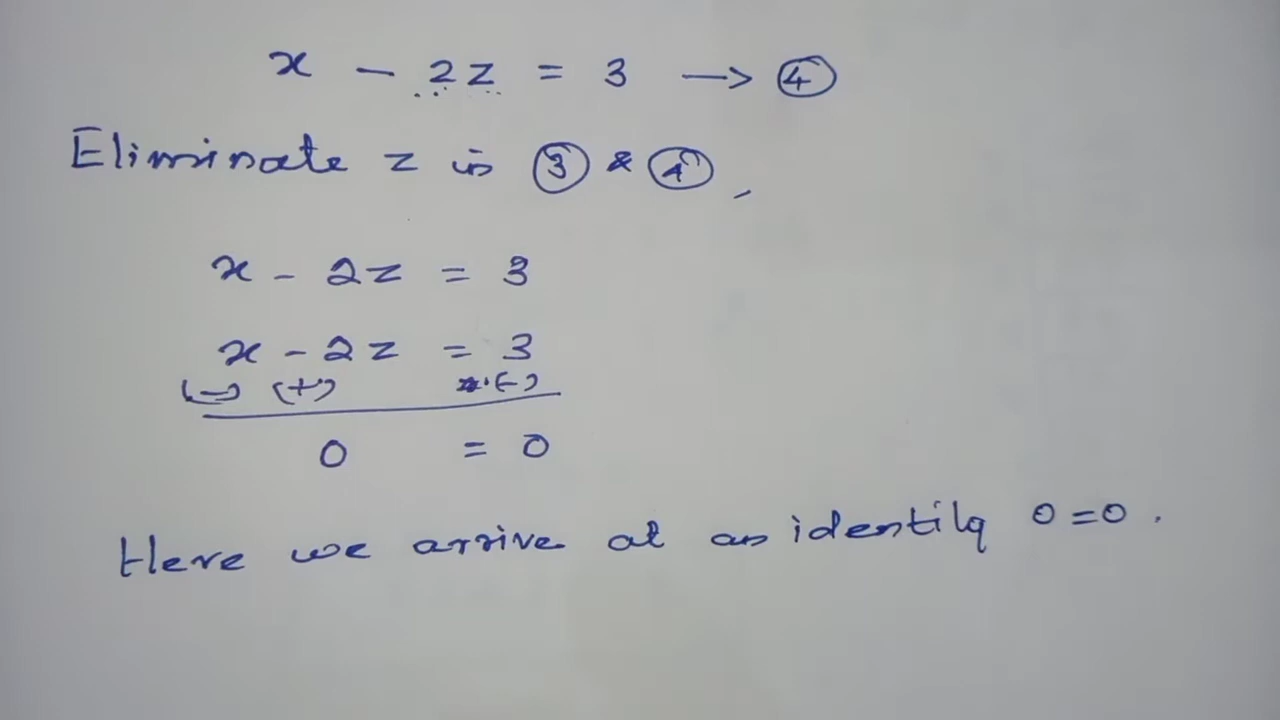 x - 2z = 3 → ④
Eliminate z in ③ & ④,
x - 2z = 3
x - 2z = 3
(-) (+) (-)
0 = 0
Here we arrive at an identity 0=0.